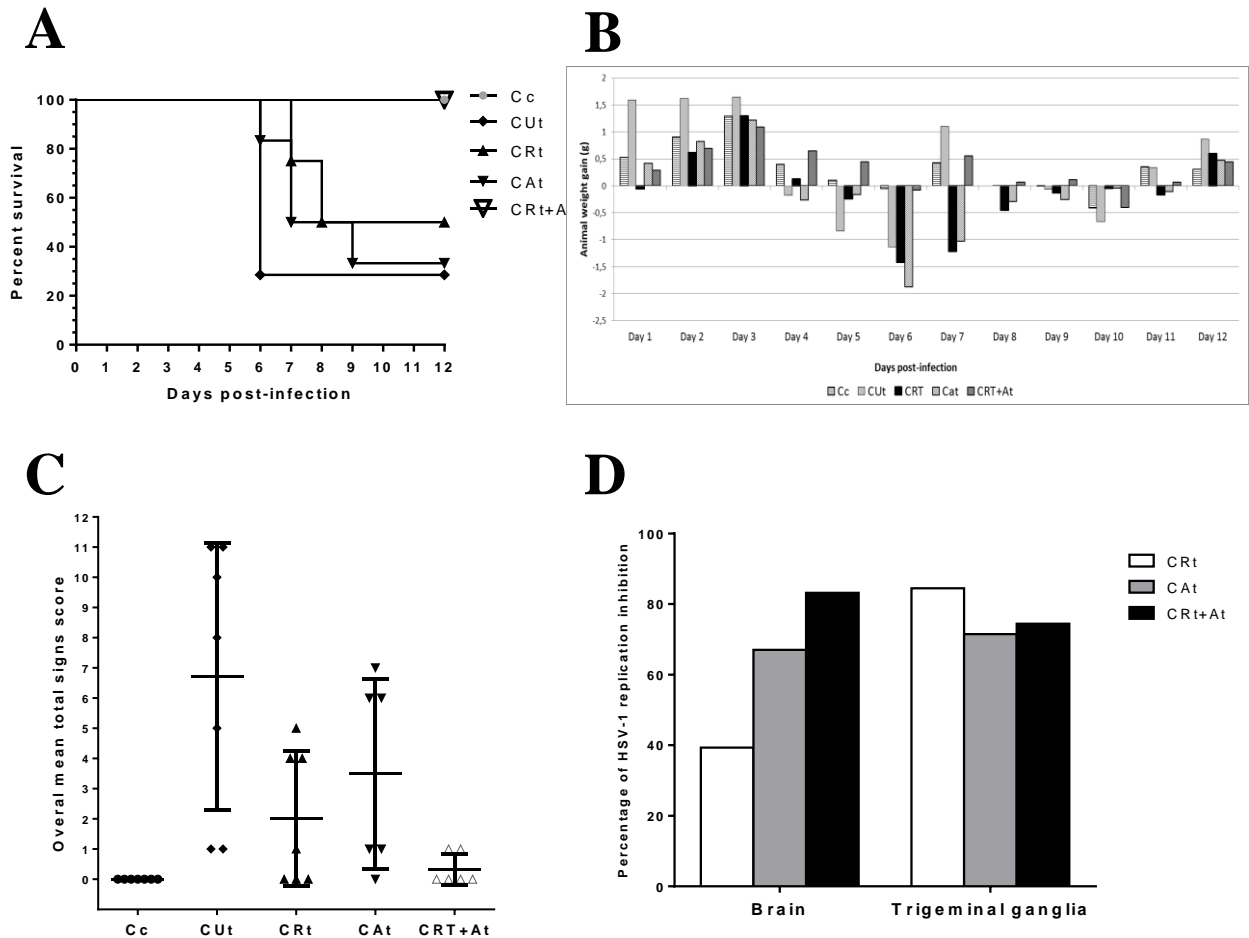 A
100
80
60
40
20
0
0 1 2 3 4 5 6 7 8 9 10 11 12
Percent survival
Days post-infection
Cc
CUt
CRt
CAt
CRt+A
B
2
1,5
1
0,5
0
-0,5
-1
-1,5
-2
-2,5
Animal weight gain (g)
Day 1 Day 2 Day 3 Day 4 Day 5 Day 6 Day 7 Day 8 Day 9 Day 10 Day 11 Day 12
Days post-infection
Cc CUt CRT Cat CRT+At
C
12
11
10
9
8
7
6
5
4
3
2
1
0
Overal mean total signs score
Cc CUt CRt CAt CRT+At
D
100
80
60
40
20
0
Percentage of HSV-1 replication inhibition
Brain Trigeminal ganglia
CRt
CAt
CRt+At